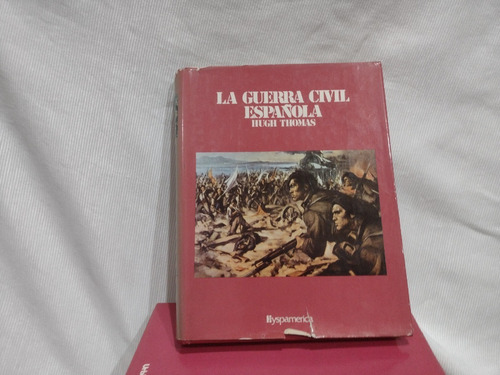 LA GUERRA CIVIL
ESPAÑOLA
HUGH THOMAS
Hyspamerica